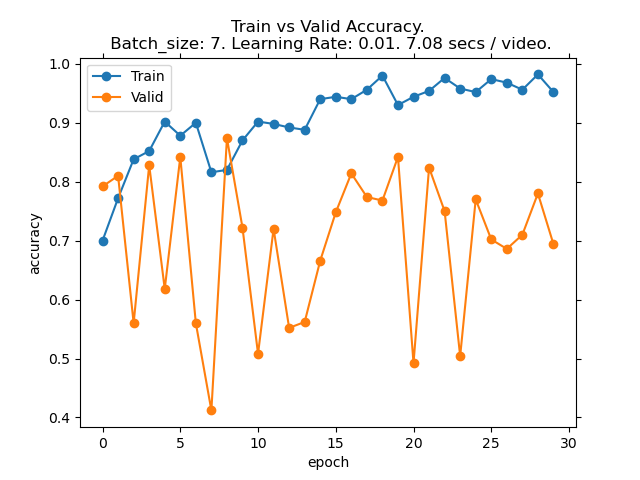 Train vs Valid Accuracy.
Batch_size: 7. Learning Rate: 0.01. 7.08 secs / video.
Train
Valid
1.0
0.9
0.8
0.7
0.6
0.5
0.4
accuracy
0 5 10 15 20 25 30
epoch